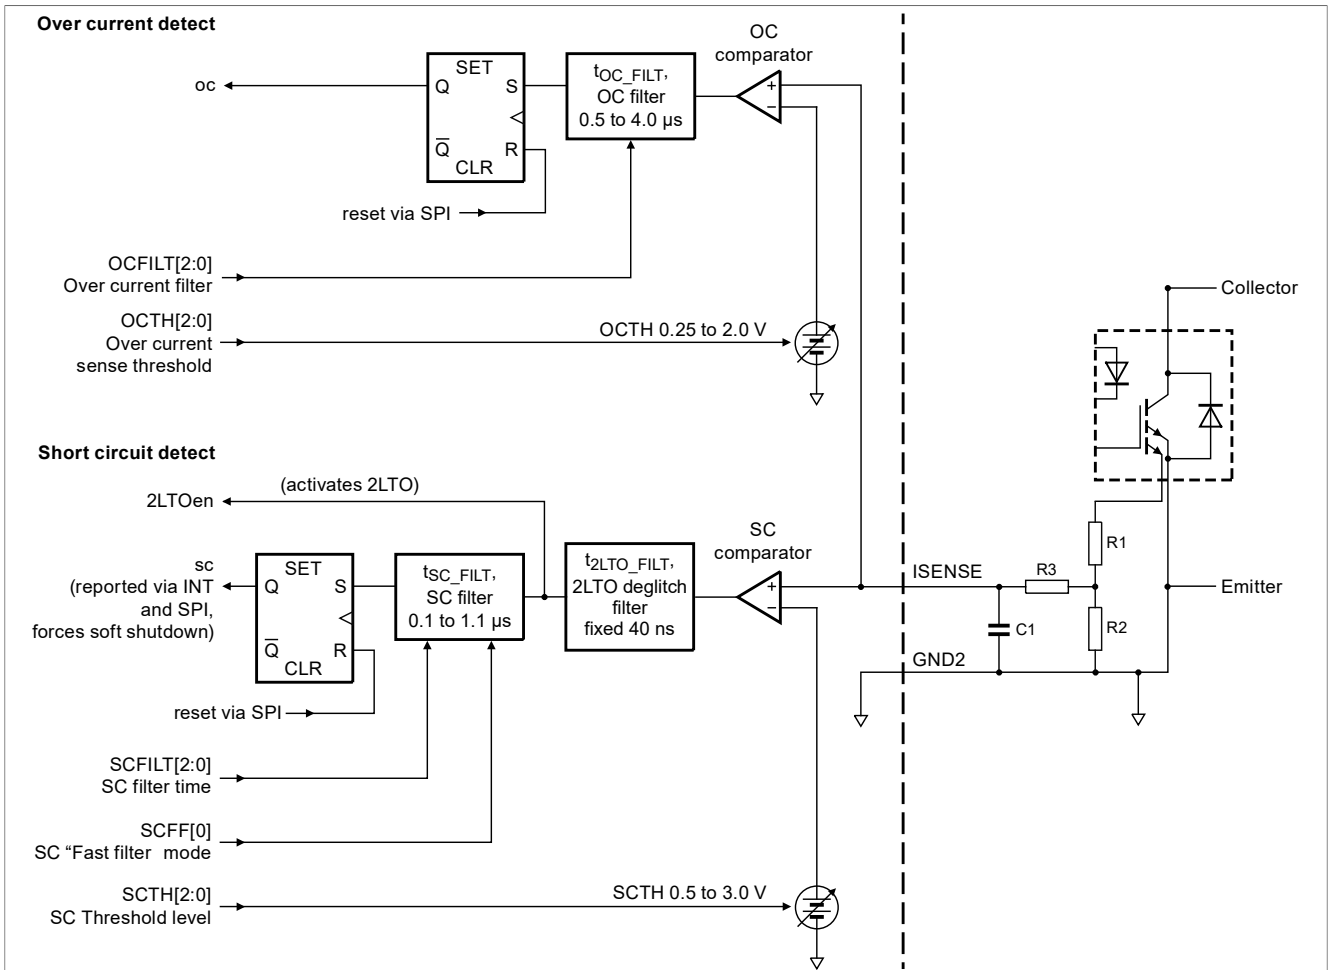 Over current detect
OC
comparator
SET
Q
S
Q
R
CLR
tOC_FILT,
OC filter
0.5 to 4.0 µs
+
−
oc
reset via SPI
OCFILT[2:0]
Over current filter
OCTH[2:0]
Over current
sense threshold
OCTH 0.25 to 2.0 V
Collector
Short circuit detect
(activates 2LTO)
2LTOen
SC
comparator
sc
(reported via INT
and SPI,
forces soft shutdown)
SET
Q
S
Q
R
CLR
tSC_FILT,
SC filter
0.1 to 1.1 µs
t2LTO_FILT,
2LTO deglitch
filter
fixed 40 ns
+
−
ISENSE
R1
R3
Emitter
C1
R2
GND2
reset via SPI
SCFILT[2:0]
SC filter time
SCFF[0]
SC “Fast filter mode
SCTH[2:0]
SC Threshold level
SCTH 0.5 to 3.0 V